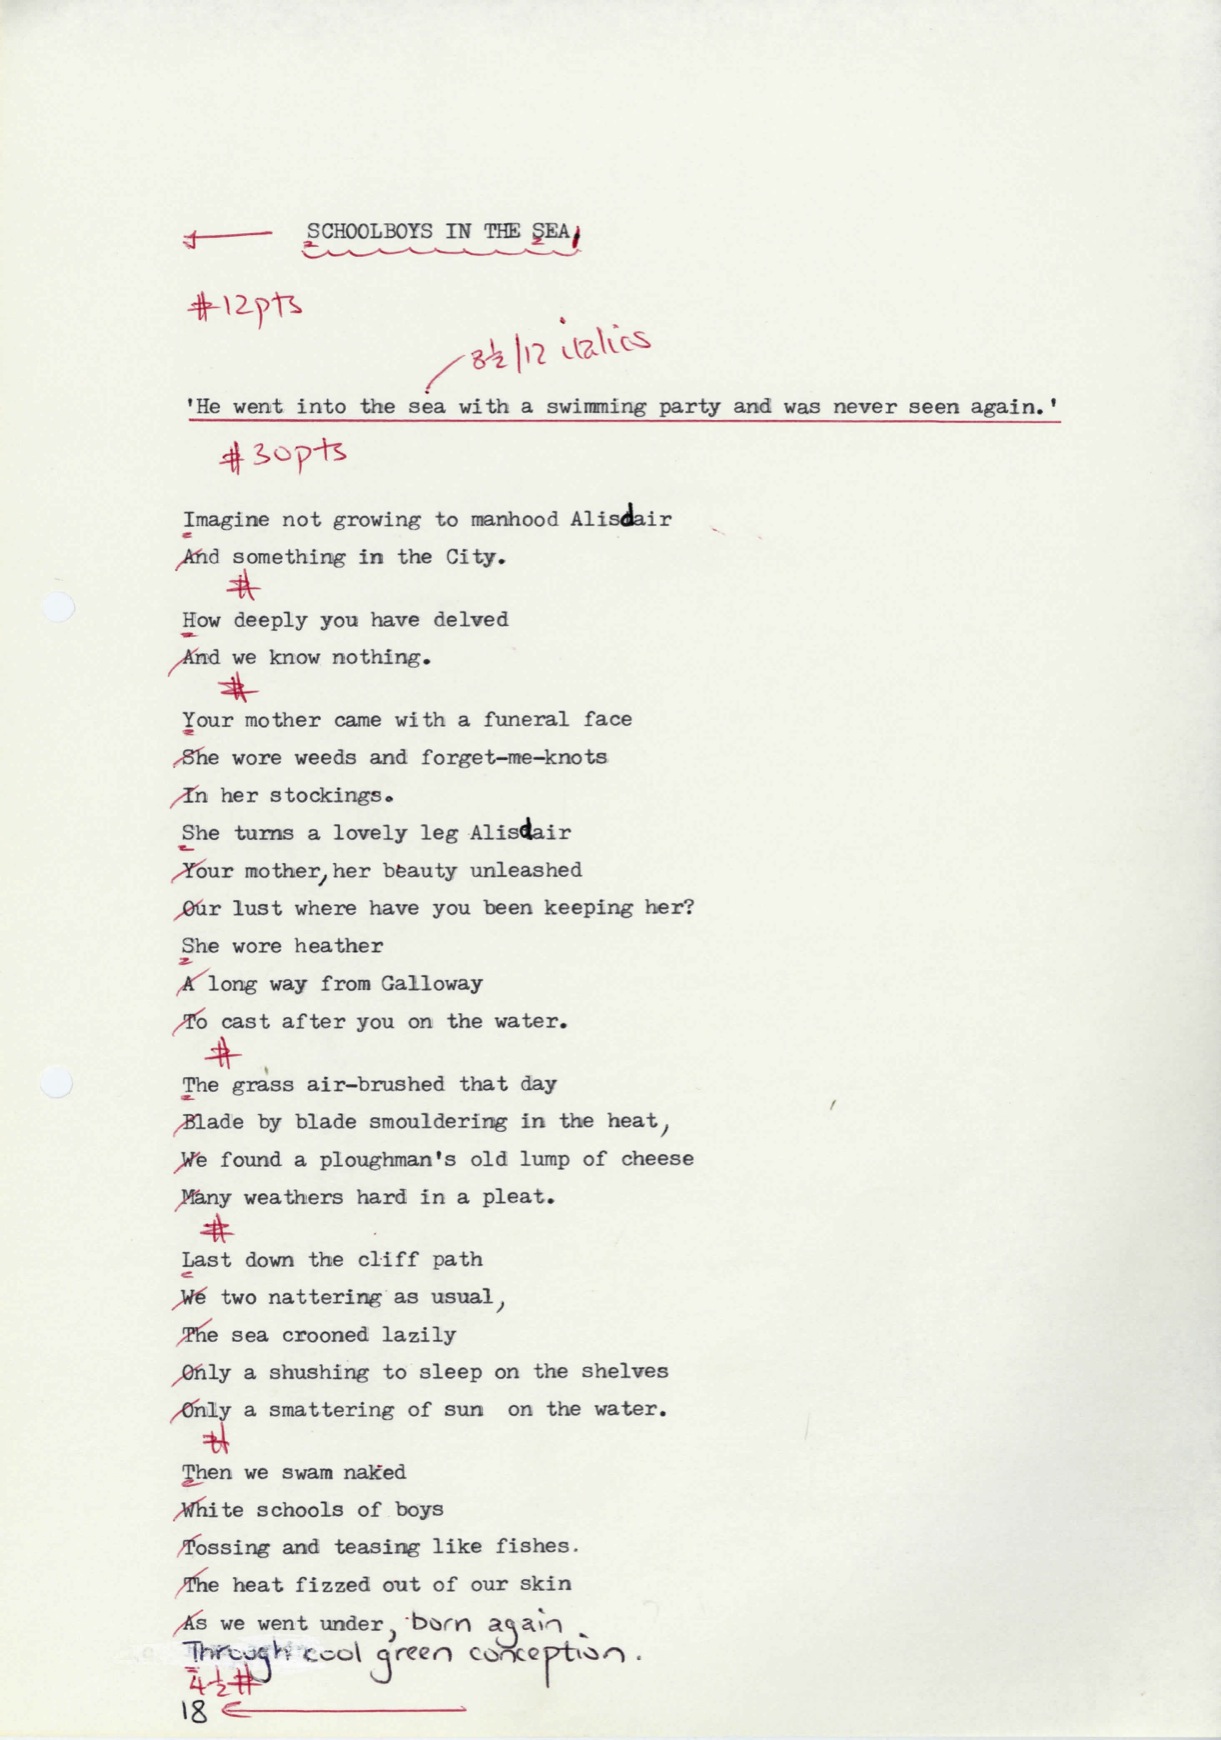 SCHOOLBOYS IN THE SEA
#12pts
8½/12 italics
'He went into the sea with a swimming party and was never seen again.'
#30pts
Imagine not growing to manhood Alisdair
And something in the City.
#
How deeply you have delved
And we know nothing.
#
Your mother came with a funeral face
She wore weeds and forget-me-knots
In her stockings.
She turns a lovely leg Alisdair
Your mother, her beauty unleashed
Our lust where have you been keeping her?
She wore heather
A long way from Galloway
To cast after you on the water.
#
The grass air-brushed that day
Blade by blade smouldering in the heat,
We found a ploughman's old lump of cheese
Many weathers hard in a pleat.
#
Last down the cliff path
We two nattering as usual,
The sea crooned lazily
Only a shushing to sleep on the shelves
Only a smattering of sun on the water.
#
Then we swam naked
White schools of boys
Tossing and teasing like fishes.
The heat fizzed out of our skin
As we went under, born again.
Through cool green conception.
4½#
18